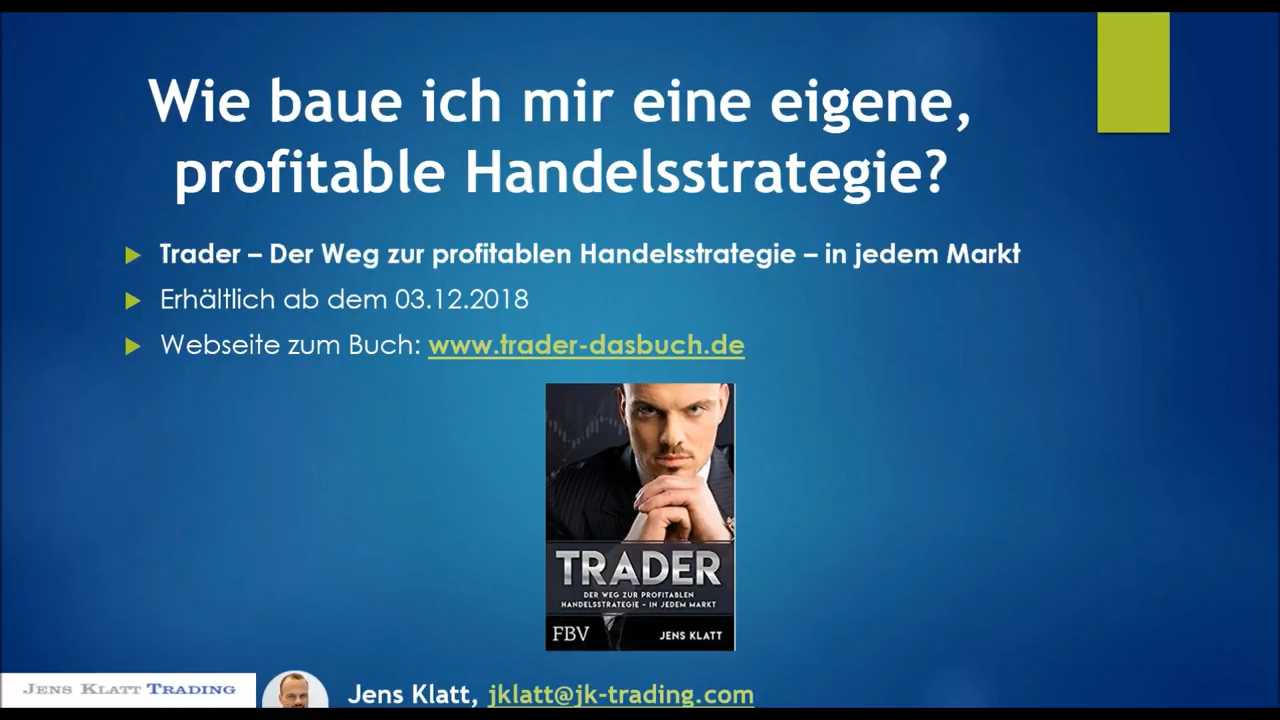 Wie baue ich mir eine eigene,
profitable Handelsstrategie?
Trader – Der Weg zur profitablen Handelsstrategie – in jedem Markt
Erhältlich ab dem 03.12.2018
Webseite zum Buch: www.trader-dasbuch.de
TRADER
DER WEG ZUR PROFITABLEN
HANDELSSTRATEGIE – IN JEDEM MARKT
FBV JENS KLATT
JENS KLATT TRADING
Jens Klatt, jklatt@jk-trading.com